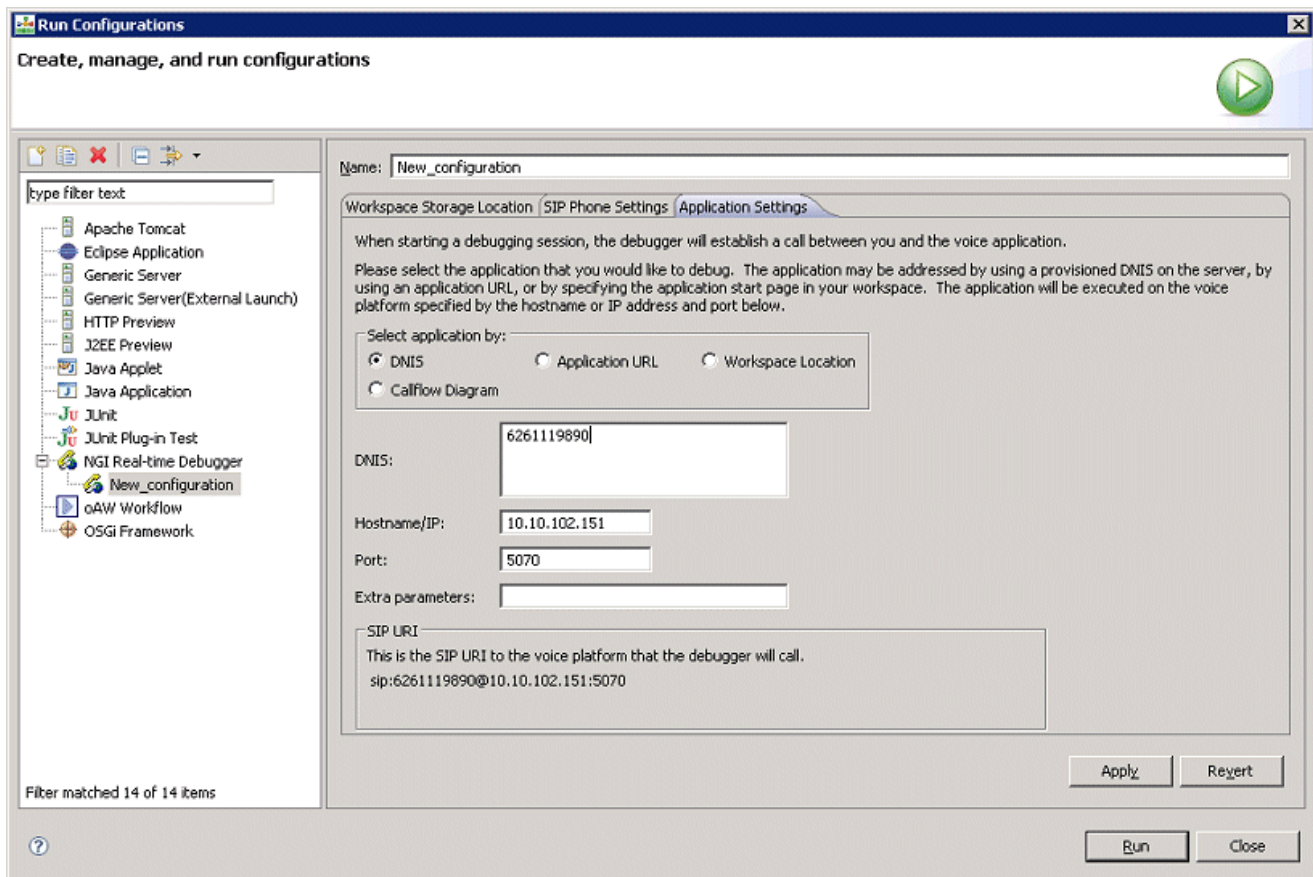 Run Configurations
Create, manage, and run configurations
type filter text
Apache Tomcat
Eclipse Application
Generic Server
Generic Server(External Launch)
HTTP Preview
J2EE Preview
Java Applet
Java Application
Ju JUnit
JUnit Plug-in Test
NGI Real-time Debugger
New_configuration
oAW Workflow
OSGi Framework
Filter matched 14 of 14 items
Name: New_configuration
Workspace Storage Location SIP Phone Settings Application Settings
When starting a debugging session, the debugger will establish a call between you and the voice application.
Please select the application that you would like to debug. The application may be addressed by using a provisioned DNIS on the server, by
using an application URL, or by specifying the application start page in your workspace. The application will be executed on the voice
platform specified by the hostname or IP address and port below.
Select application by:
DNIS Application URL Workspace Location
Callflow Diagram
DNIS: 6261119890
Hostname/IP: 10.10.102.151
Port: 5070
Extra parameters:
SIP URI
This is the SIP URI to the voice platform that the debugger will call.
sip:6261119890@10.10.102.151:5070
Apply Revert
? Run Close